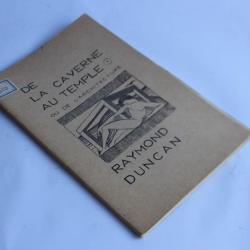 DE
LA CAVERNE
AU TEMPLE
OU DE L'ARCHITECTURE
RAYMOND
DUNCAN